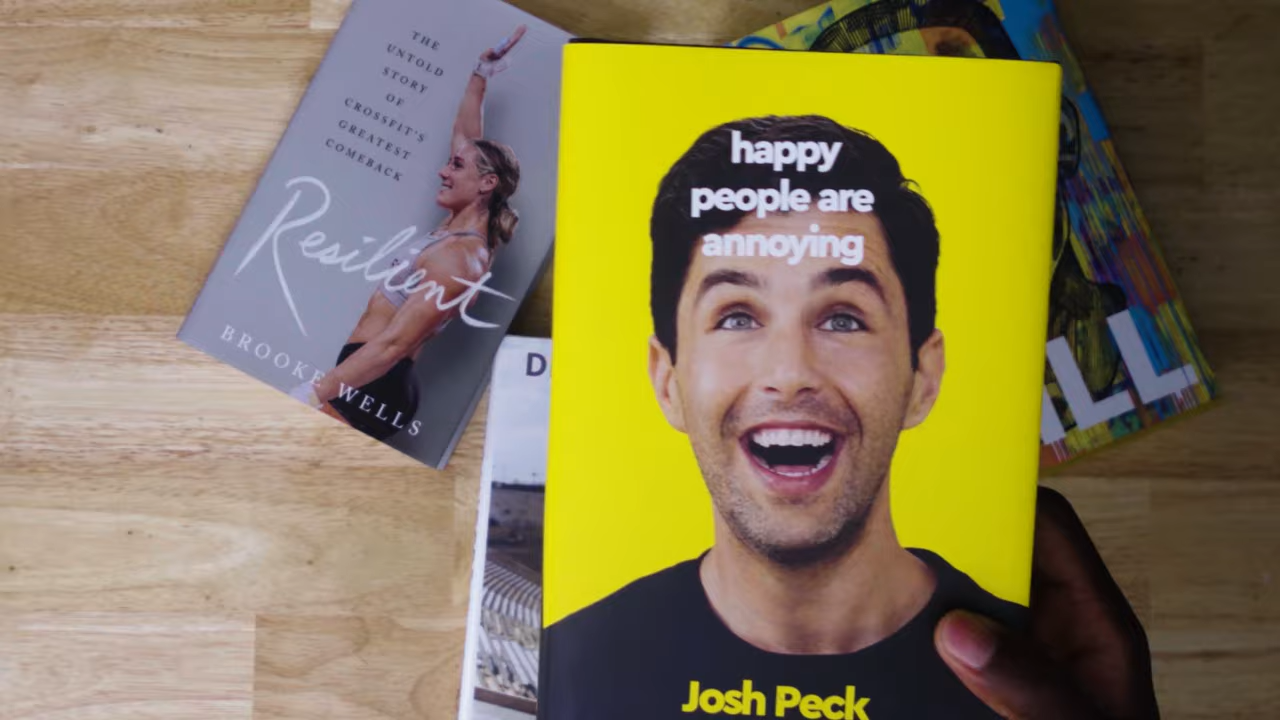 THE
UNTOLD
STORY
OF
CROSSFIT'S
GREATEST
COMEBACK
Resilient
BROOKE WELLS
happy
people are
annoying
Josh Peck